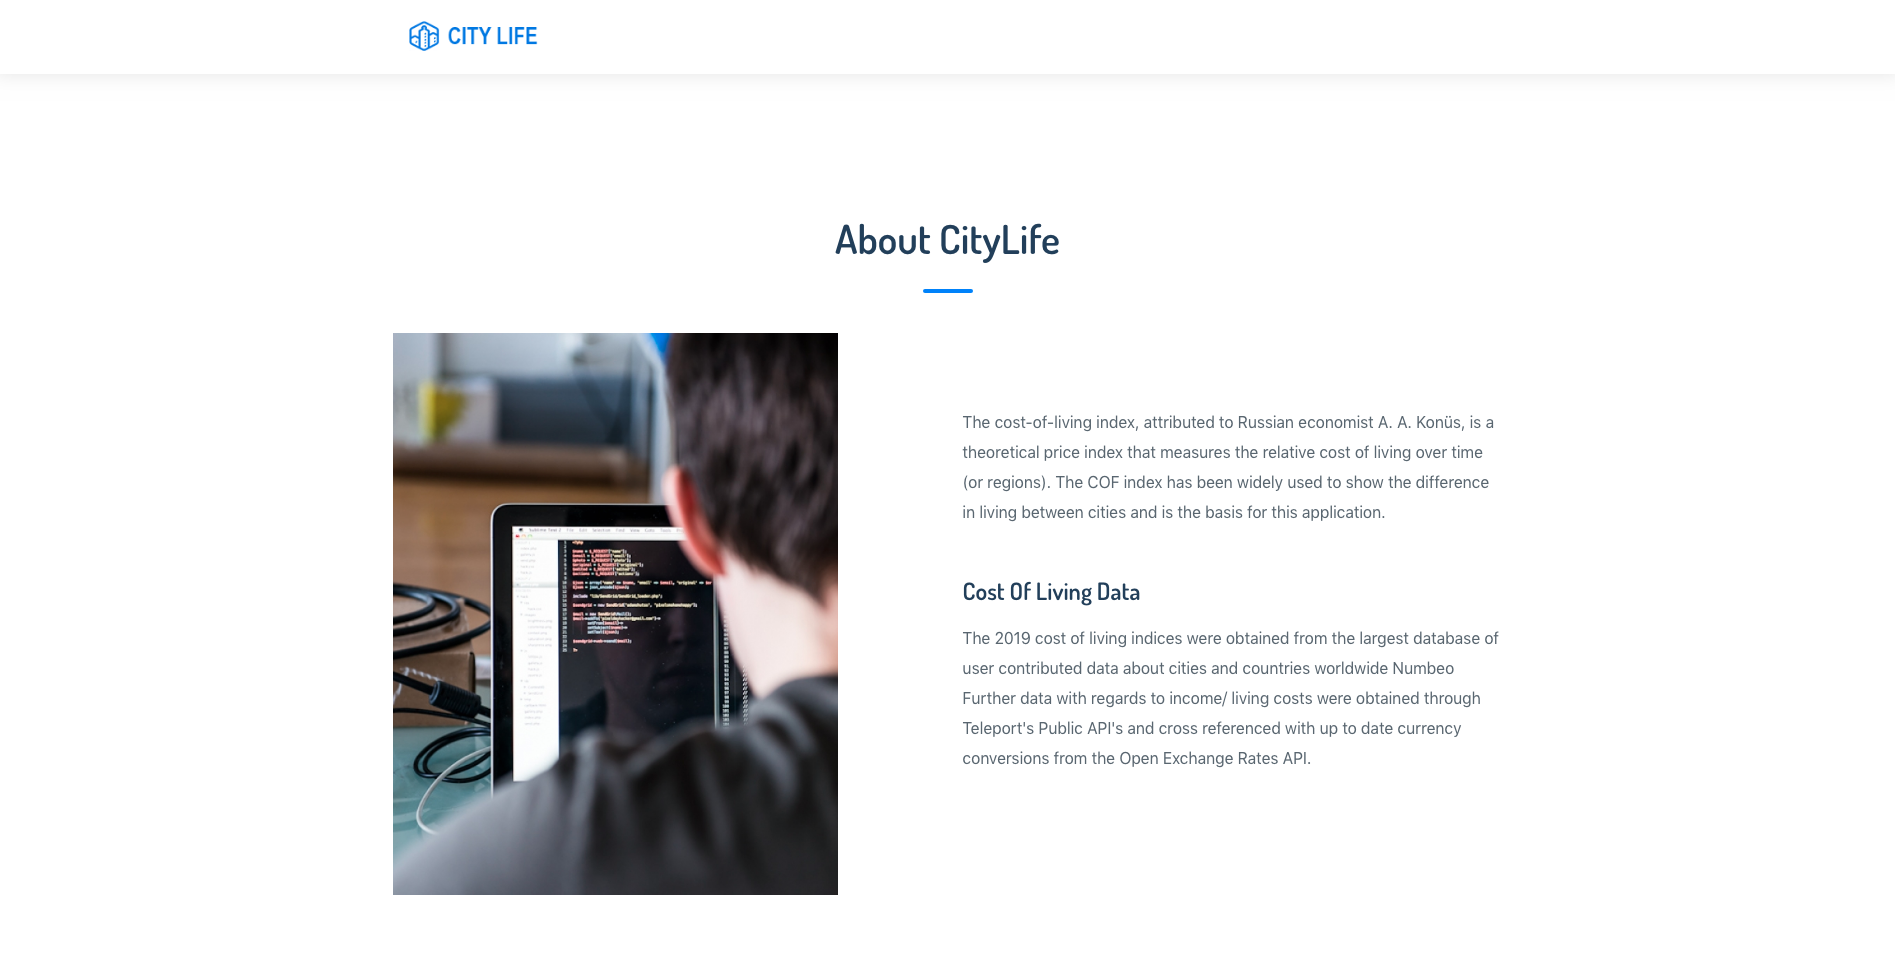 CITY LIFE
About CityLife
The cost-of-living index, attributed to Russian economist A. A. Konüs, is a
theoretical price index that measures the relative cost of living over time
(or regions). The COF index has been widely used to show the difference
in living between cities and is the basis for this application.
Cost Of Living Data
The 2019 cost of living indices were obtained from the largest database of
user contributed data about cities and countries worldwide Numbeo
Further data with regards to income/ living costs were obtained through
Teleport's Public API's and cross referenced with up to date currency
conversions from the Open Exchange Rates API.